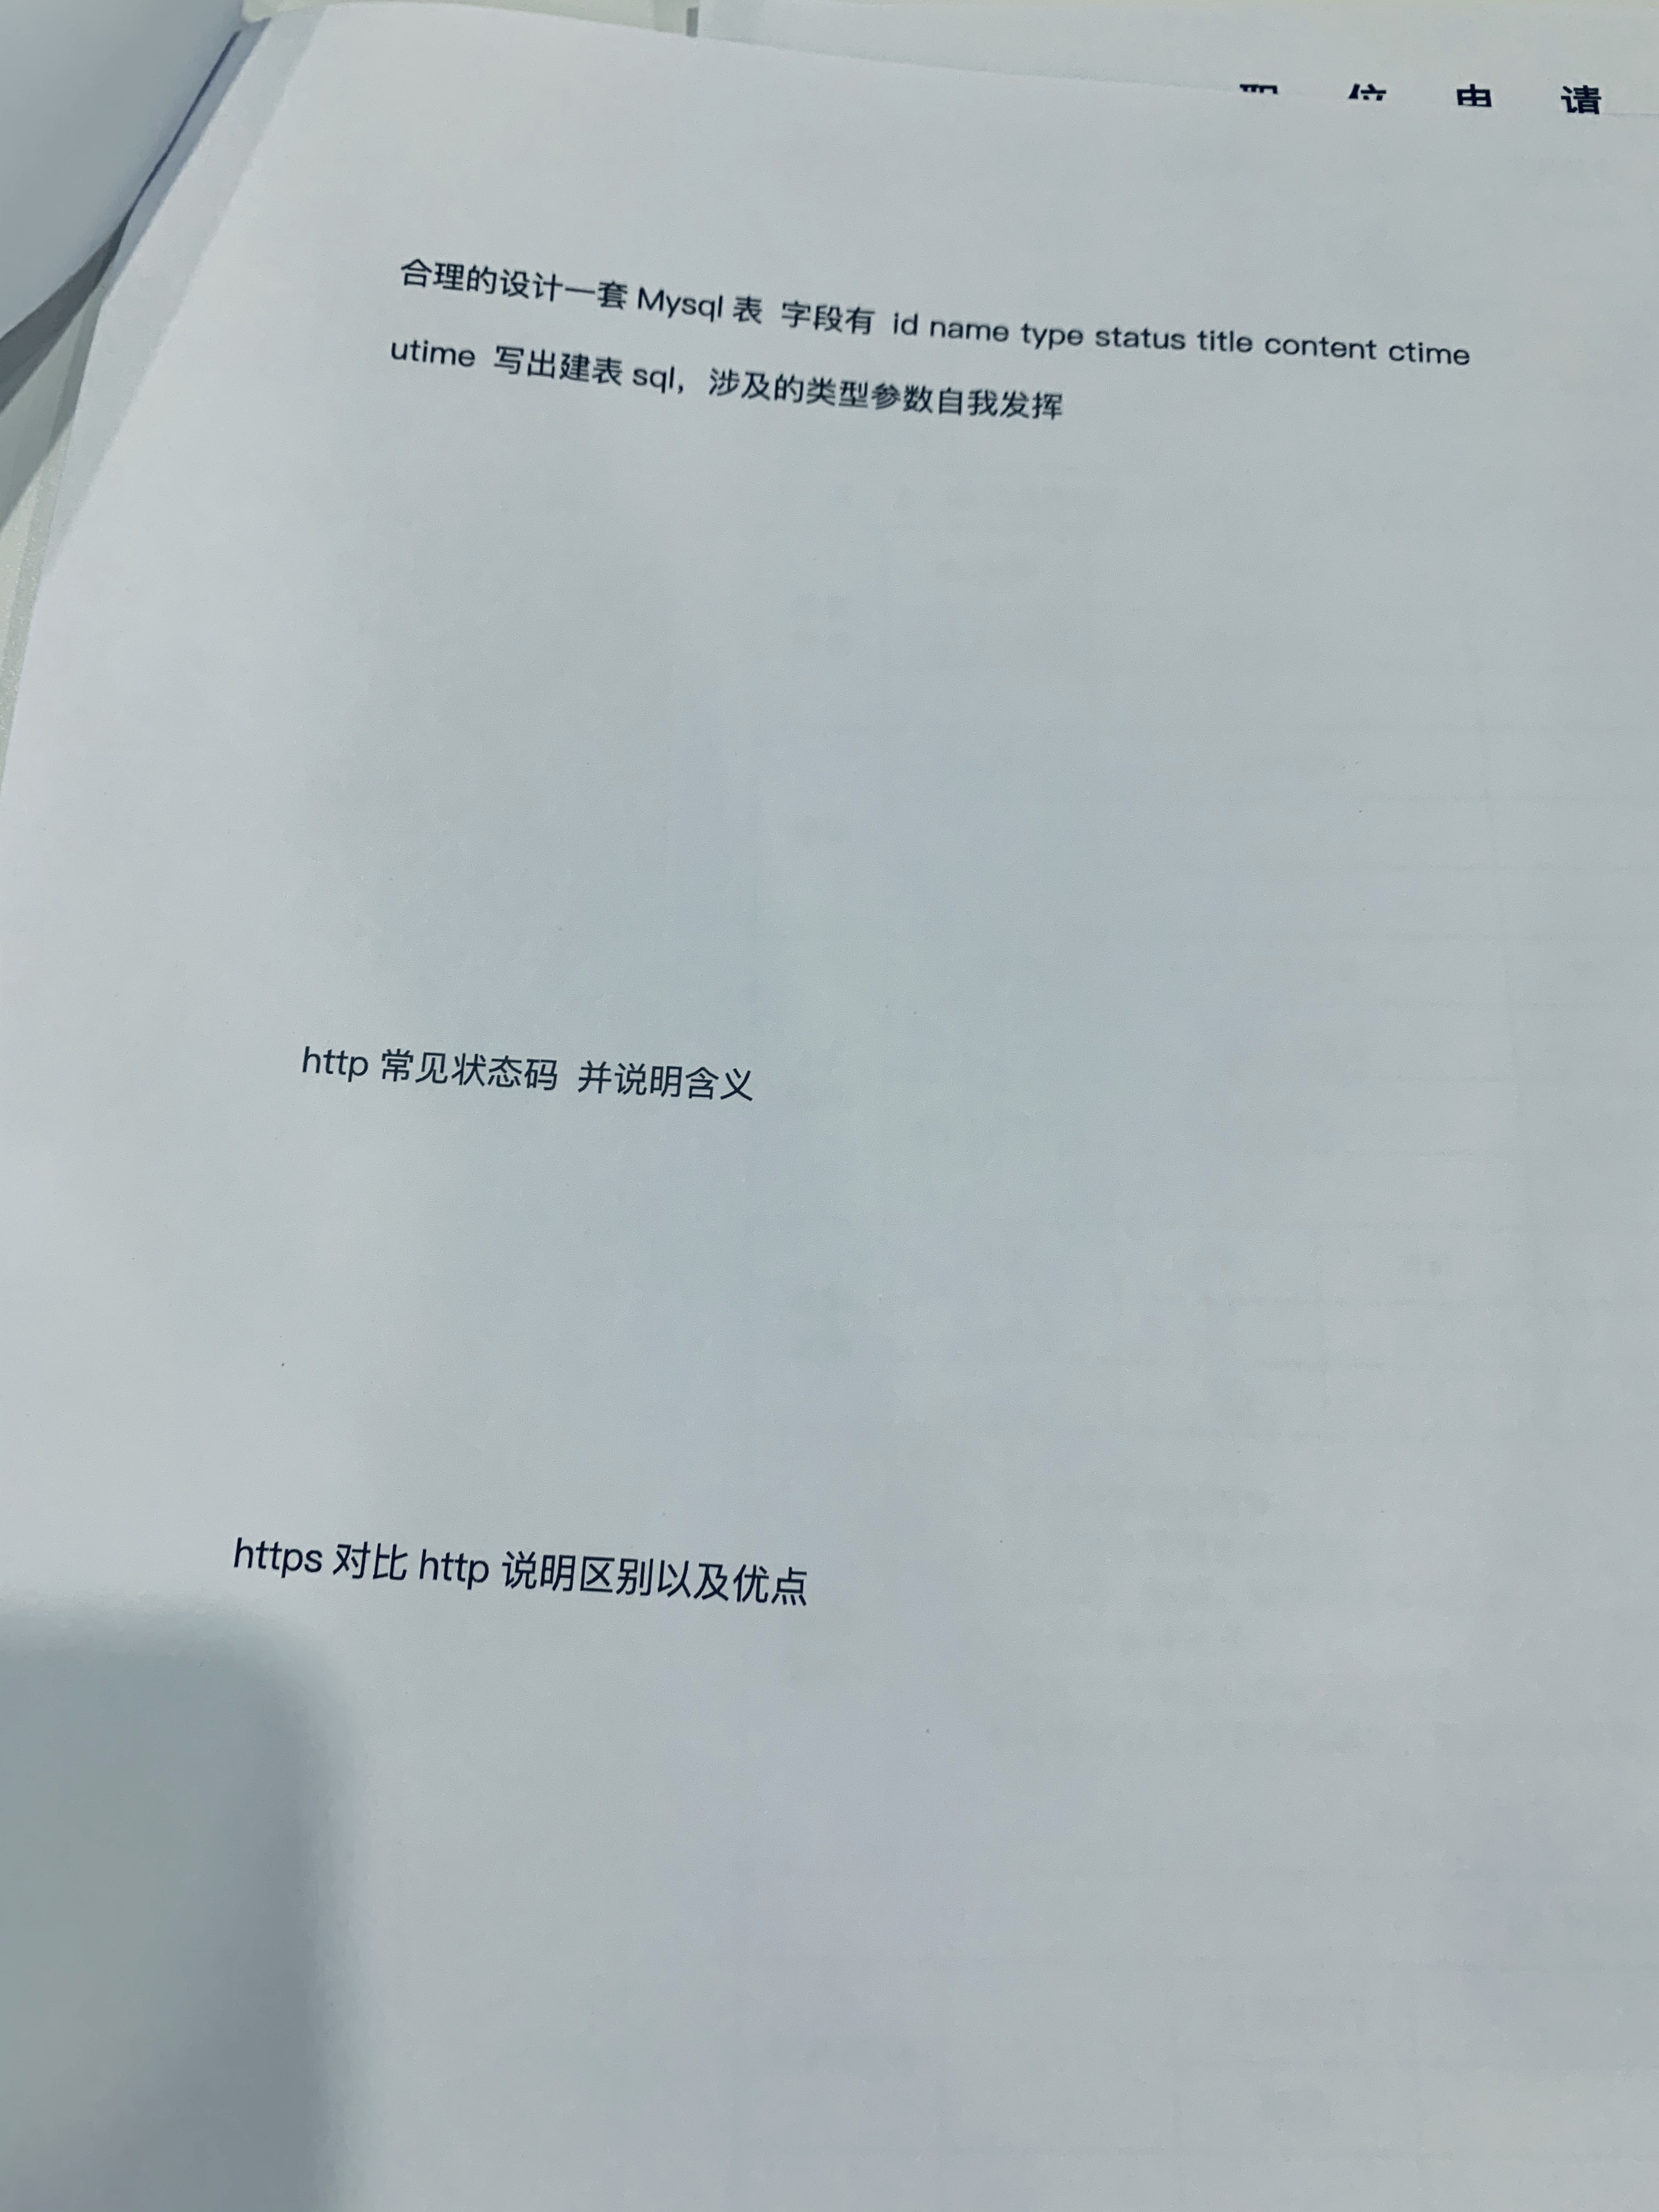 职 位 申 请
合理的设计一套 Mysql 表 字段有 id name type status title content ctime
utime 写出建表 sql，涉及的类型参数自我发挥
http 常见状态码 并说明含义
https 对比 http 说明区别以及优点